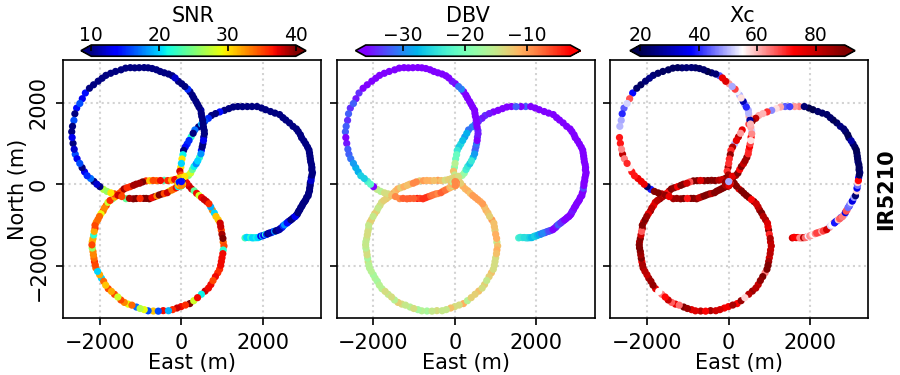 SNR
10 20 30 40
DBV
−30 −20 −10
Xc
20 40 60 80
North (m)
2000
0
−2000
−2000 0 2000
East (m)
−2000 0 2000
East (m)
−2000 0 2000
East (m)
IR5210